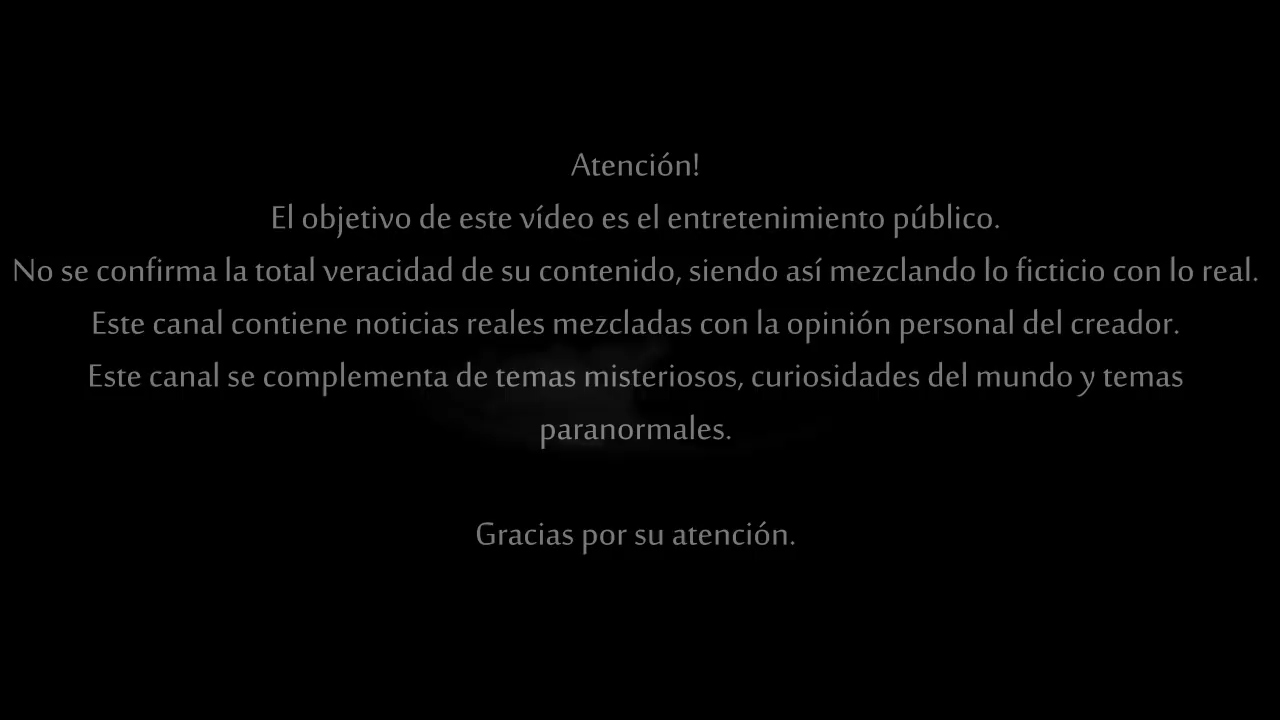 Atención!
El objetivo de este vídeo es el entretenimiento público.
No se confirma la total veracidad de su contenido, siendo así mezclando lo ficticio con lo real.
Este canal contiene noticias reales mezcladas con la opinión personal del creador.
Este canal se complementa de temas misteriosos, curiosidades del mundo y temas
paranormales.
Gracias por su atención.